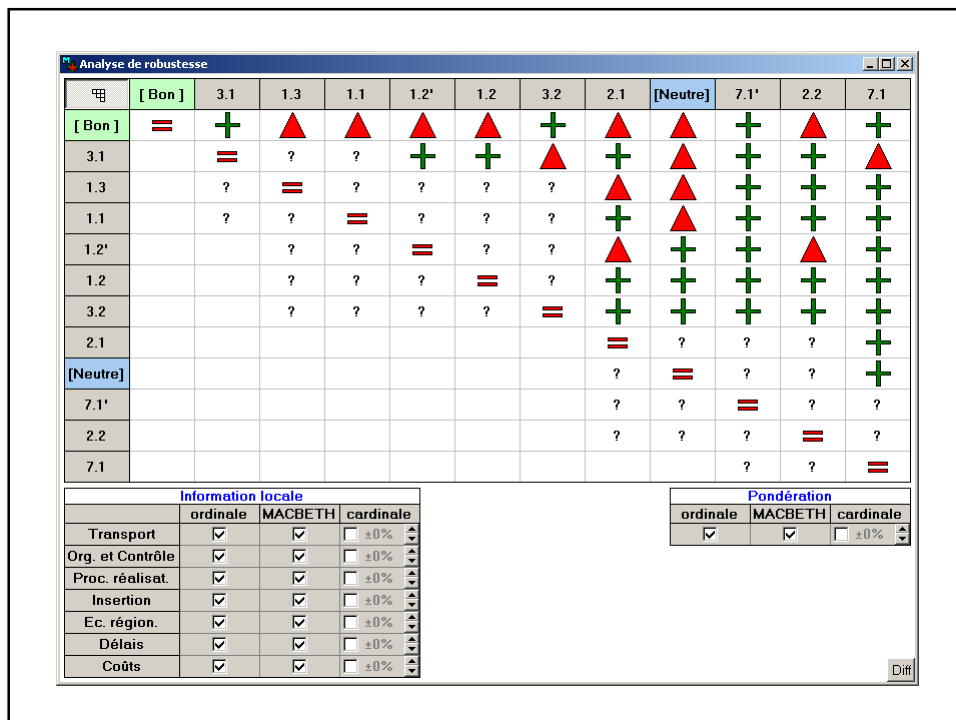 Analyse de robustesse
[ Bon ] 3.1 1.3 1.1 1.2' 1.2 3.2 2.1 [Neutre] 7.1' 2.2 7.1
[ Bon ] = + + +
3.1 = ? ? + + + + +
1.3 ? = ? ? ? ? + + +
1.1 ? ? = ? ? ? + + + +
1.2' ? ? = ? ? + + +
1.2 ? ? ? = ? + + + + +
3.2 ? ? ? ? = + + + + +
2.1 = ? ? ? +
[Neutre] ? = ? ? +
7.1' ? ? = ? ?
2.2 ? ? ? = ?
7.1 ? ? =
Information locale
ordinale MACBETH cardinale
Transport ±0%
Org. et Contrôle ±0%
Proc. réalisat. ±0%
Insertion ±0%
Ec. région. ±0%
Délais ±0%
Coûts ±0%
Pondération
ordinale MACBETH cardinale
±0%
Diff